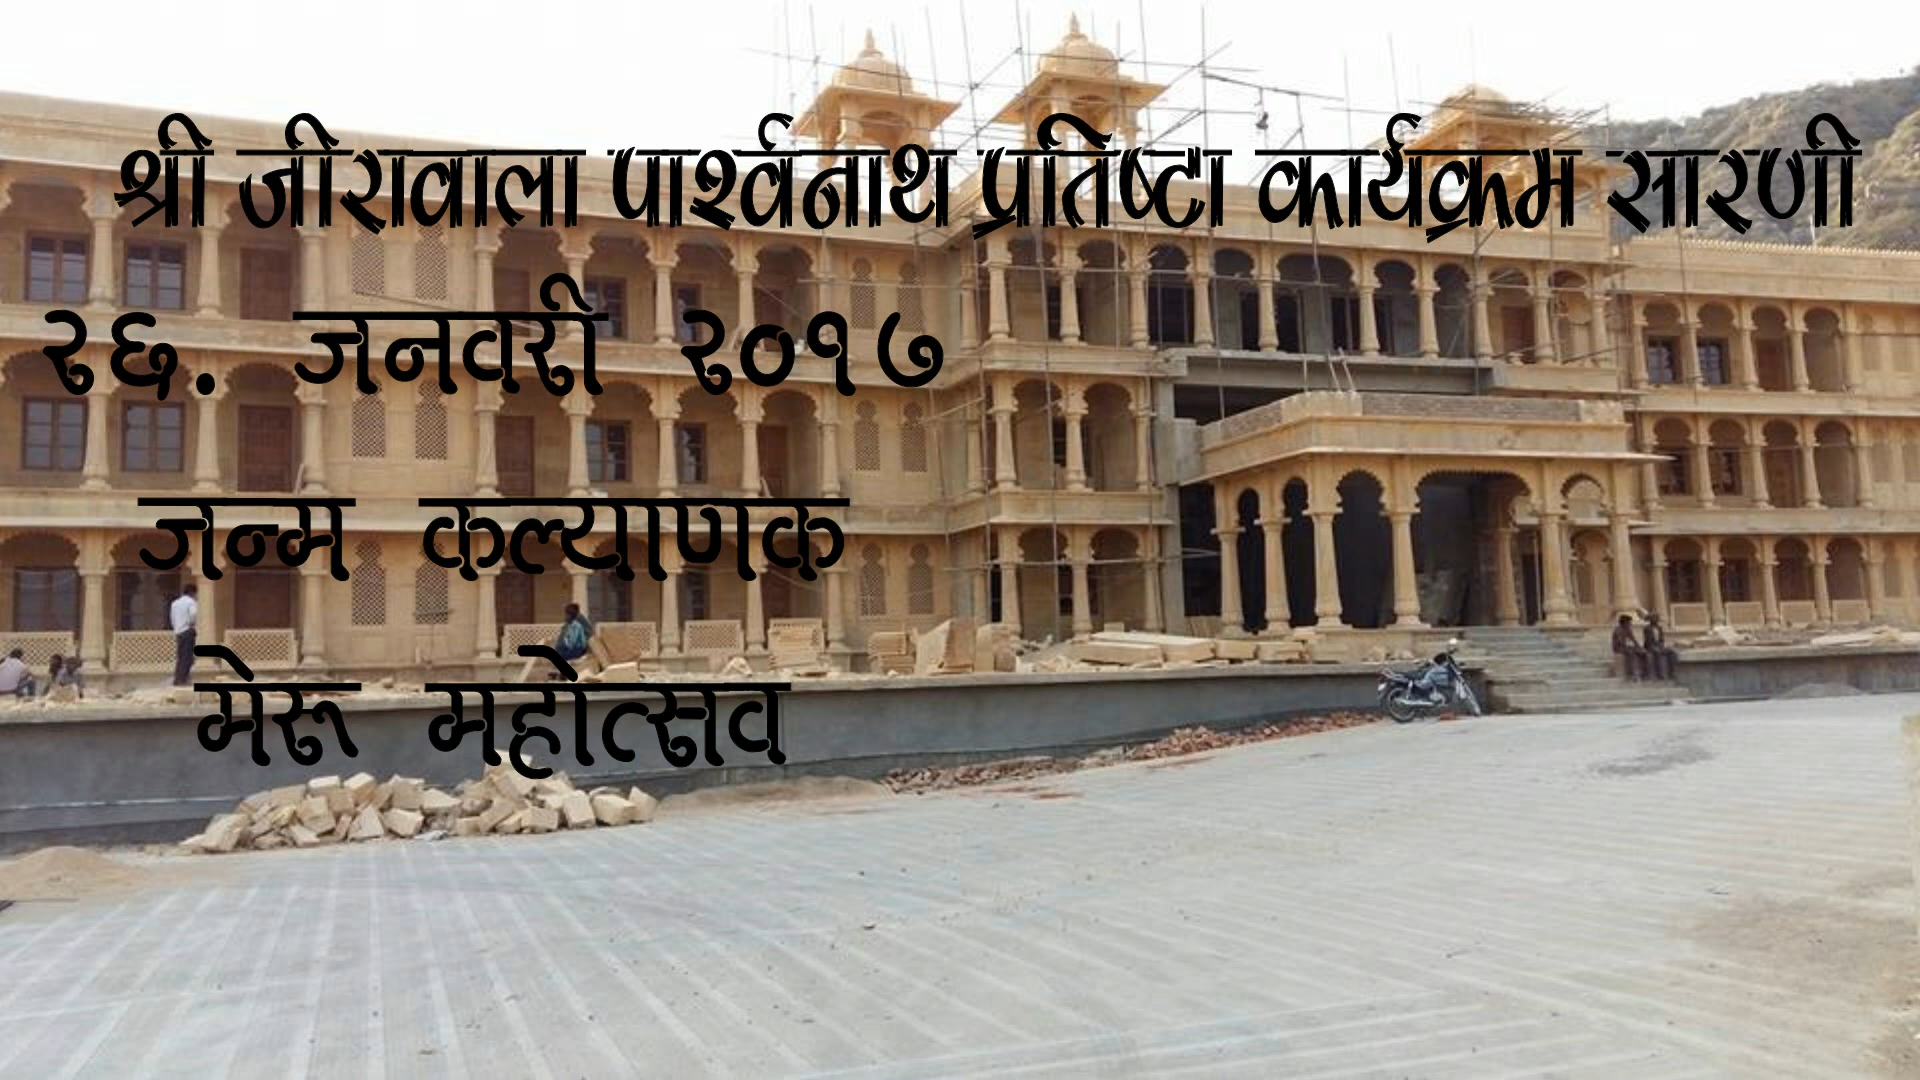 श्री जीरावाला पार्श्वनाथ प्रतिष्टा कार्यक्रम सारणी
२६. जनवरी २०१७
जन्म कल्याणक
मेरू महोत्सव